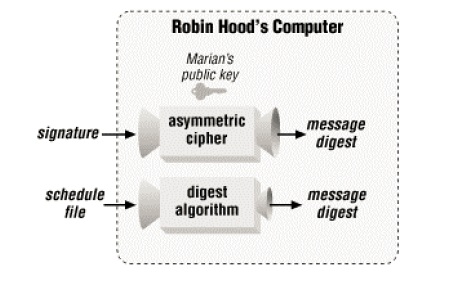 Robin Hood's Computer
Marian's
public key
signature
asymmetric
cipher
message
digest
schedule
file
digest
algorithm
message
digest